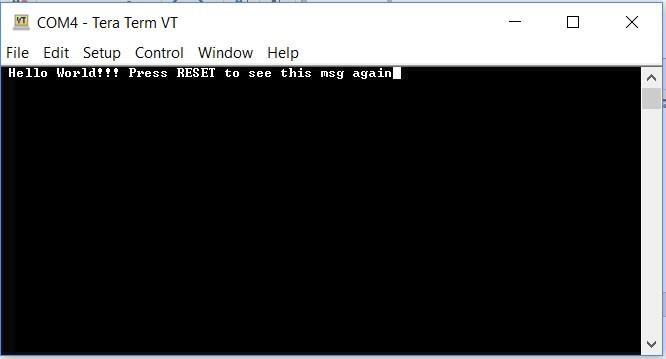 COM4 - Tera Term VT
File Edit Setup Control Window Help
Hello World!!! Press RESET to see this msg again